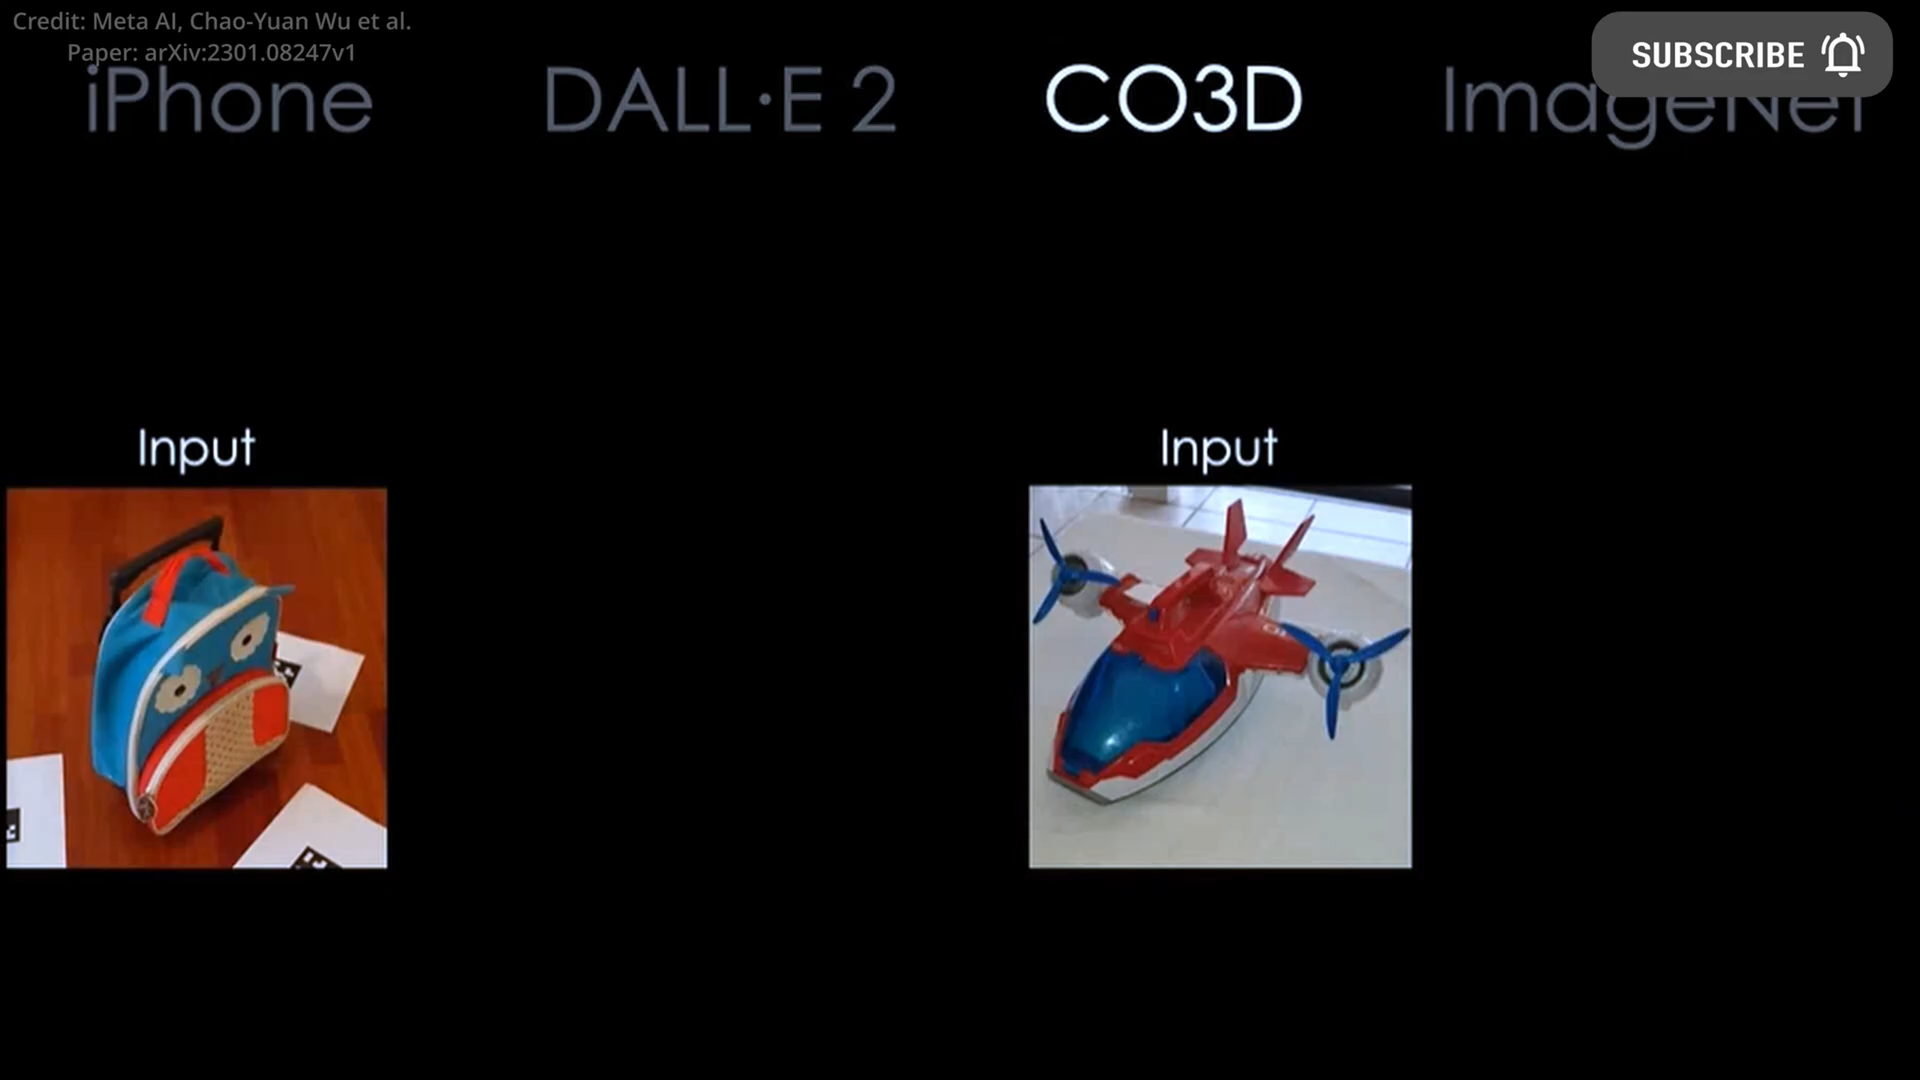 Credit: Meta AI, Chao-Yuan Wu et al.
Paper: arXiv:2301.08247v1
SUBSCRIBE
iPhone
DALL·E 2
CO3D
ImageNet
Input
Input